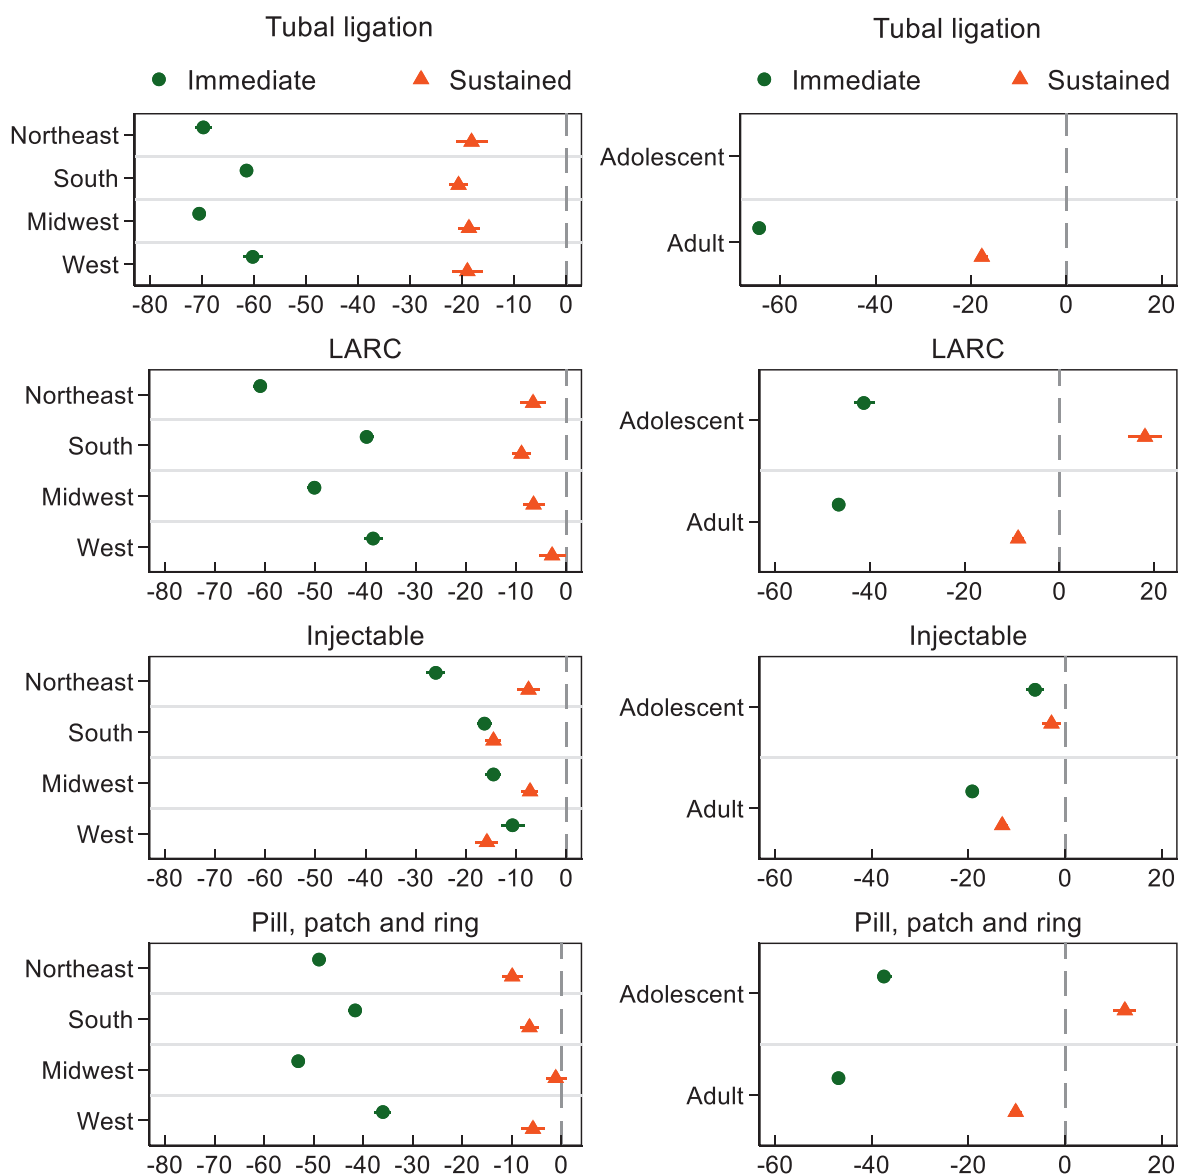 Tubal ligation
Immediate Sustained
Northeast
South
Midwest
West
-80 -70 -60 -50 -40 -30 -20 -10 0
LARC
Northeast
South
Midwest
West
-80 -70 -60 -50 -40 -30 -20 -10 0
Injectable
Northeast
South
Midwest
West
-80 -70 -60 -50 -40 -30 -20 -10 0
Pill, patch and ring
Northeast
South
Midwest
West
-80 -70 -60 -50 -40 -30 -20 -10 0
Tubal ligation
Immediate Sustained
Adolescent
Adult
-60 -40 -20 0 20
LARC
Adolescent
Adult
-60 -40 -20 0 20
Injectable
Adolescent
Adult
-60 -40 -20 0 20
Pill, patch and ring
Adolescent
Adult
-60 -40 -20 0 20